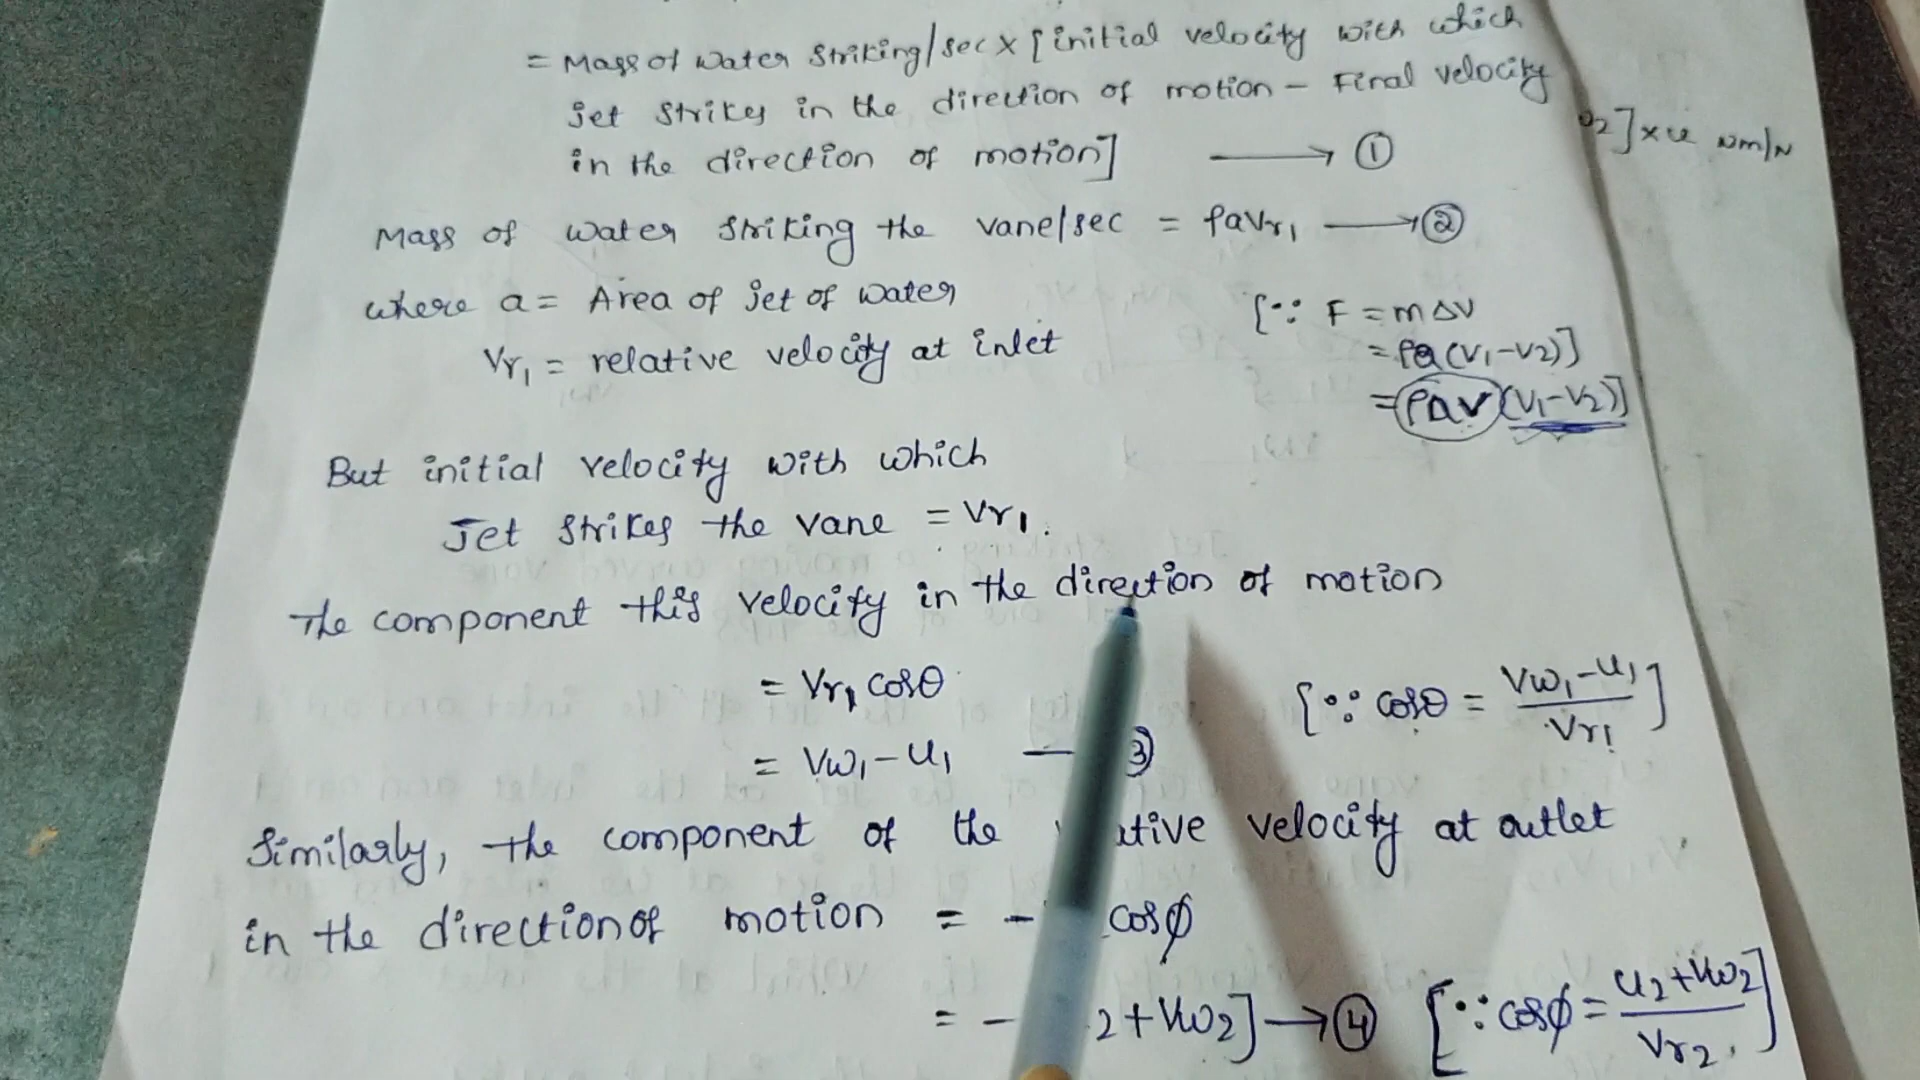 = Mass of water striking/sec x [initial velocity with which
jet strikes in the direction of motion - Final velocity
in the direction of motion] → ①
2] x u Nm/N
Mass of water striking the vane/sec = ρaVr1 → ②
where a = Area of jet of water
Vr1 = relative velocity at inlet
[∵ F = m ΔV
= ρa(V1-V2)]
= ρav (V1-V2)]
But initial velocity with which
Jet strikes the vane = Vr1.
The component this velocity in the direction of motion
= Vr1 cosθ
[∵ cosθ = Vw1-u1 / Vr1]
= Vw1-u1 — 3
Similarly, the component of the ative velocity at outlet
in the direction of motion = - cosφ
= - 2+Vw2] → ④ [∵ cosφ = u2+Vw2 / Vr2.]